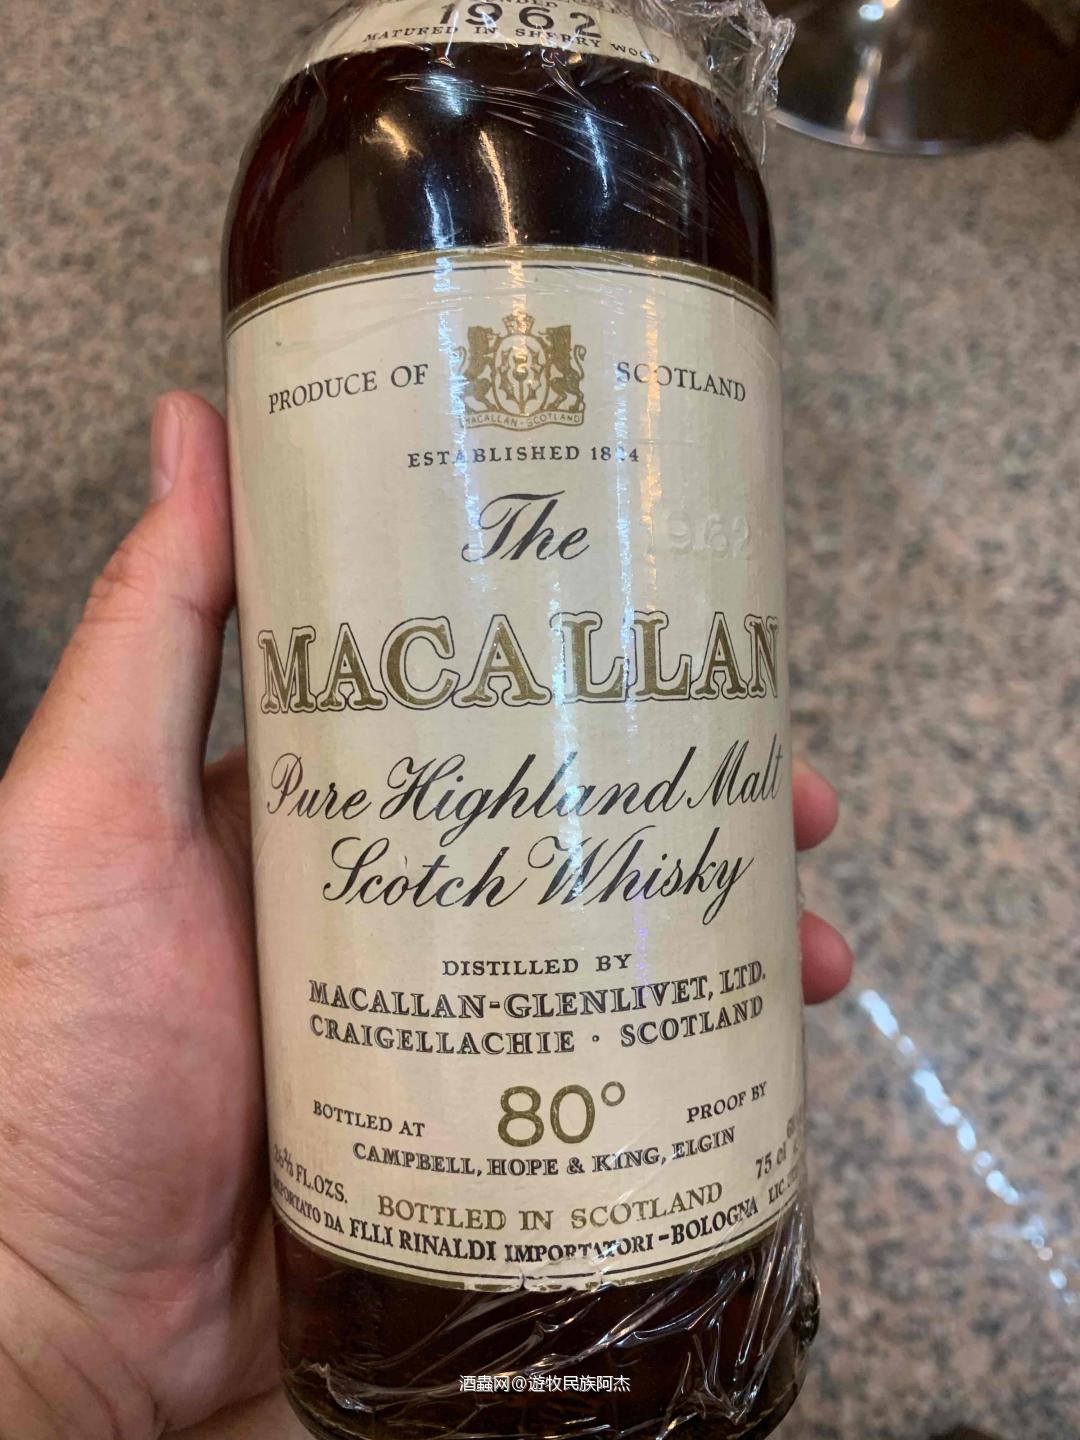 1962
MATURED IN SHERRY WOOD
PRODUCE OF SCOTLAND
MACALLAN-SCOTLAND
ESTABLISHED 1824
The
1962
MACALLAN
Pure Highland Malt
Scotch Whisky
DISTILLED BY
MACALLAN-GLENLIVET, LTD.
CRAIGELLACHIE · SCOTLAND
BOTTLED AT 80° PROOF BY
CAMPBELL, HOPE & KING, ELGIN
26⅔ FL.OZS. 75 cl
BOTTLED IN SCOTLAND
IMPORTATO DA FLLI RINALDI IMPORTATORI-BOLOGNA LIC.
酒蟲网@遊牧民族阿杰